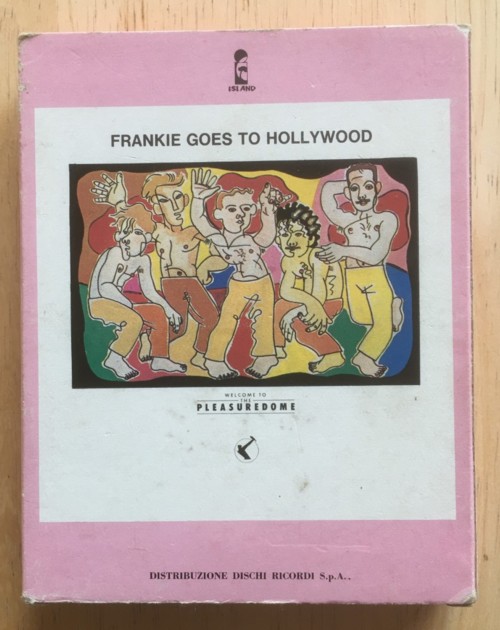 ISLAND
FRANKIE GOES TO HOLLYWOOD
WELCOME TO
THE
PLEASUREDOME
DISTRIBUZIONE DISCHI RICORDI S.p.A..